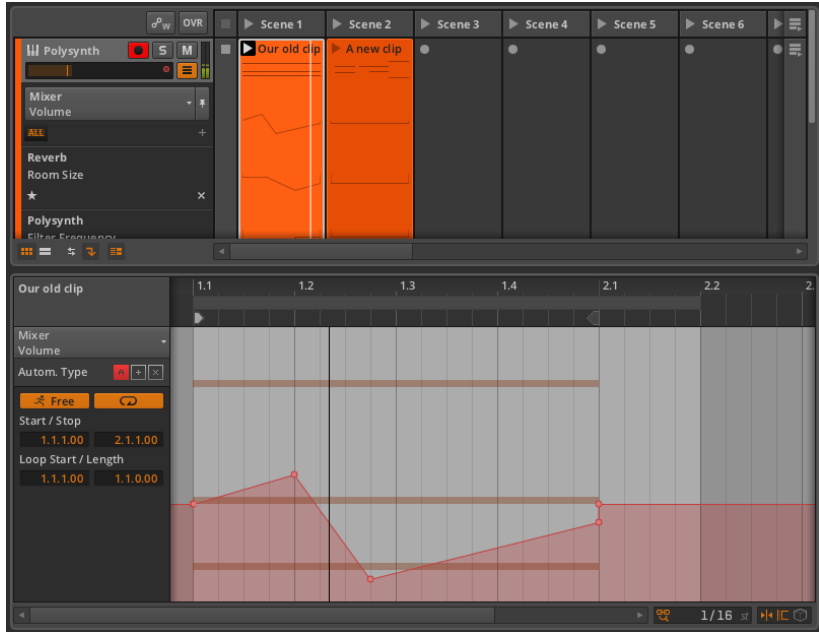 W OVR Scene 1 Scene 2 Scene 3 Scene 4 Scene 5 Scene 6
Polysynth S M Our old clip A new clip
Mixer
Volume
ALL
Reverb
Room Size
Polysynth
Filter Frequency
Our old clip 1.1 1.2 1.3 1.4 2.1 2.2 2.
Mixer
Volume
Autom. Type A + ×
Free
Start / Stop
1.1.1.00 2.1.1.00
Loop Start / Length
1.1.1.00 1.1.0.00
1/16 st